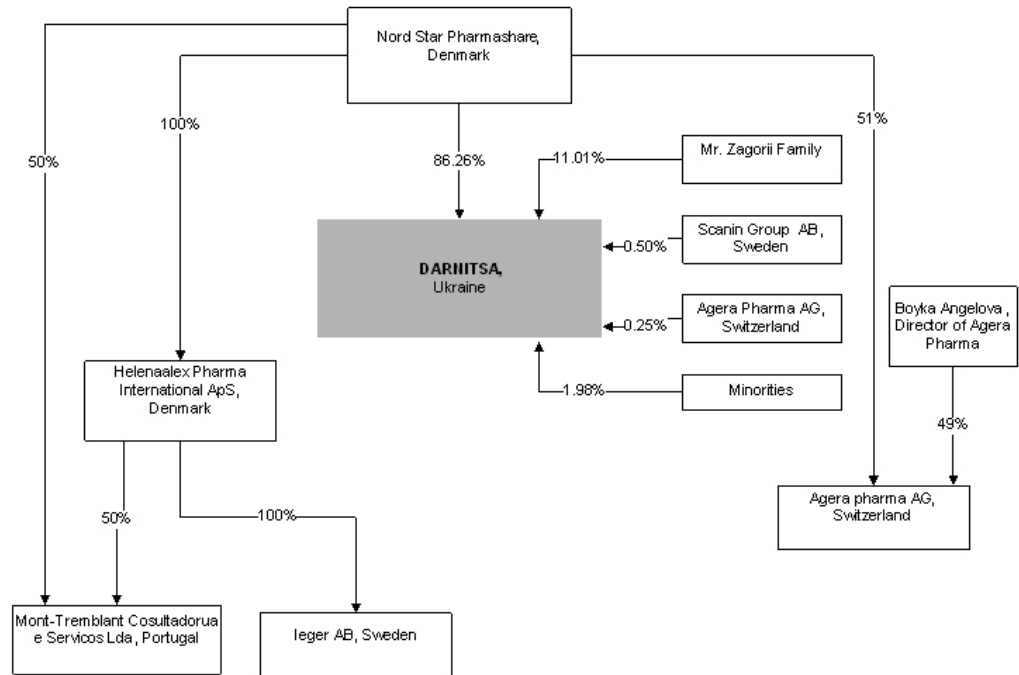 Nord Star Pharmashare,
Denmark
50%
100%
86.26%
51%
11.01%
Mr. Zagorii Family
0.50%
Scanin Group AB,
Sweden
DARNITSA,
Ukraine
0.25%
Agera Pharma AG,
Switzerland
Boyka Angelova ,
Director of Agera
Pharma
1.98%
Minorities
Helenaalex Pharma
International ApS,
Denmark
49%
50%
100%
Agera pharma AG,
Switzerland
Mont-Tremblant Cosultadorua
e Servicos Lda, Portugal
Ieger AB, Sweden